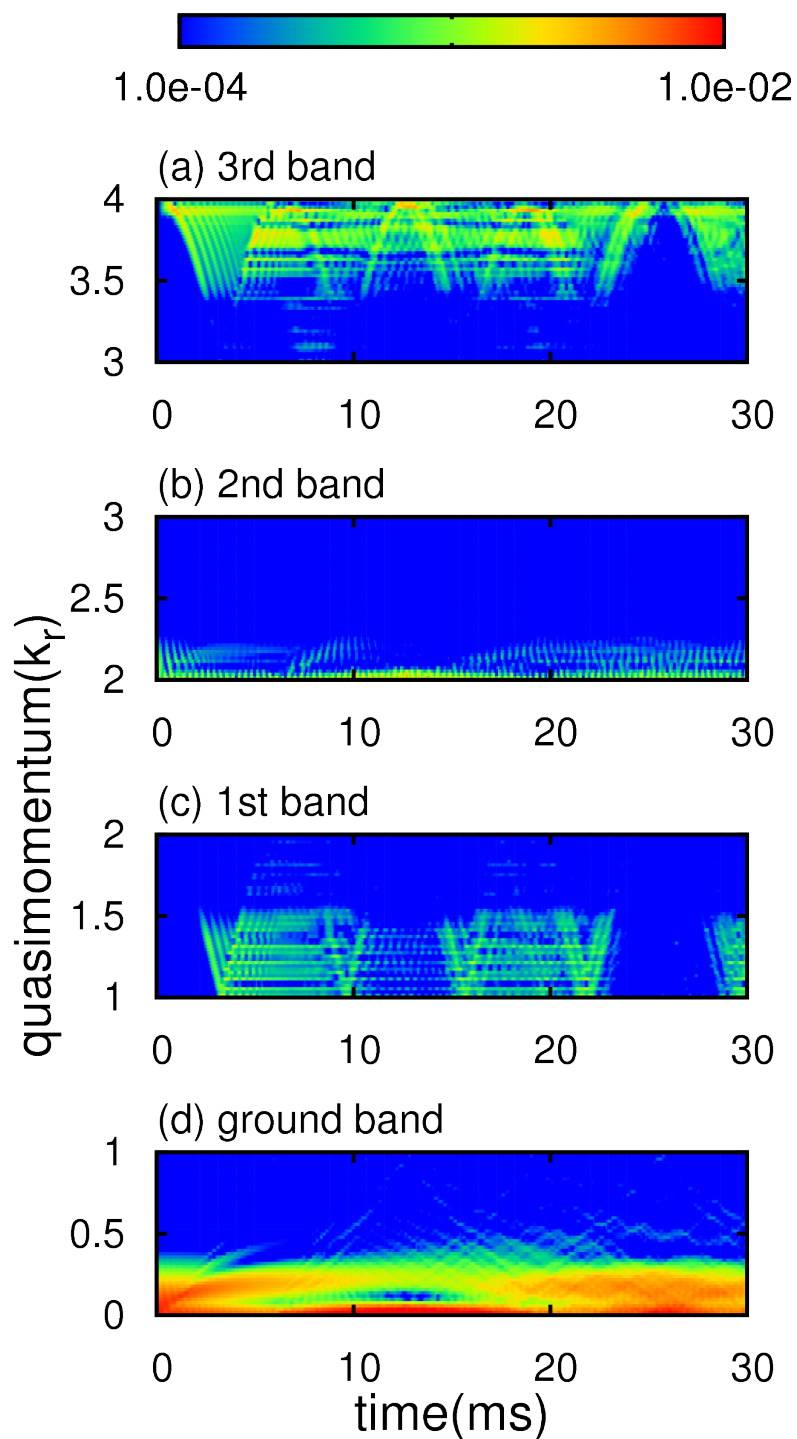 1.0e-04 1.0e-02
(a) 3rd band
4
3.5
3
0 10 20 30
(b) 2nd band
3
2.5
2
0 10 20 30
(c) 1st band
2
1.5
1
0 10 20 30
(d) ground band
1
0.5
0
0 10 20 30
time(ms)
quasimomentum(kr)